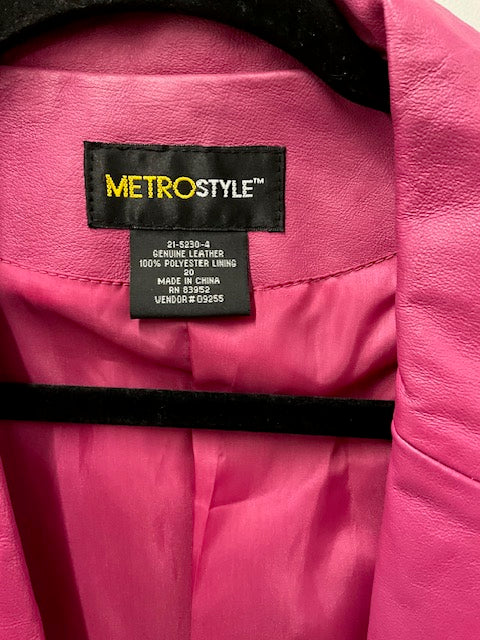 METROSTYLE™
21-5230-4
GENUINE LEATHER
100% POLYESTER LINING
20
MADE IN CHINA
RN 83952
VENDOR# 09255